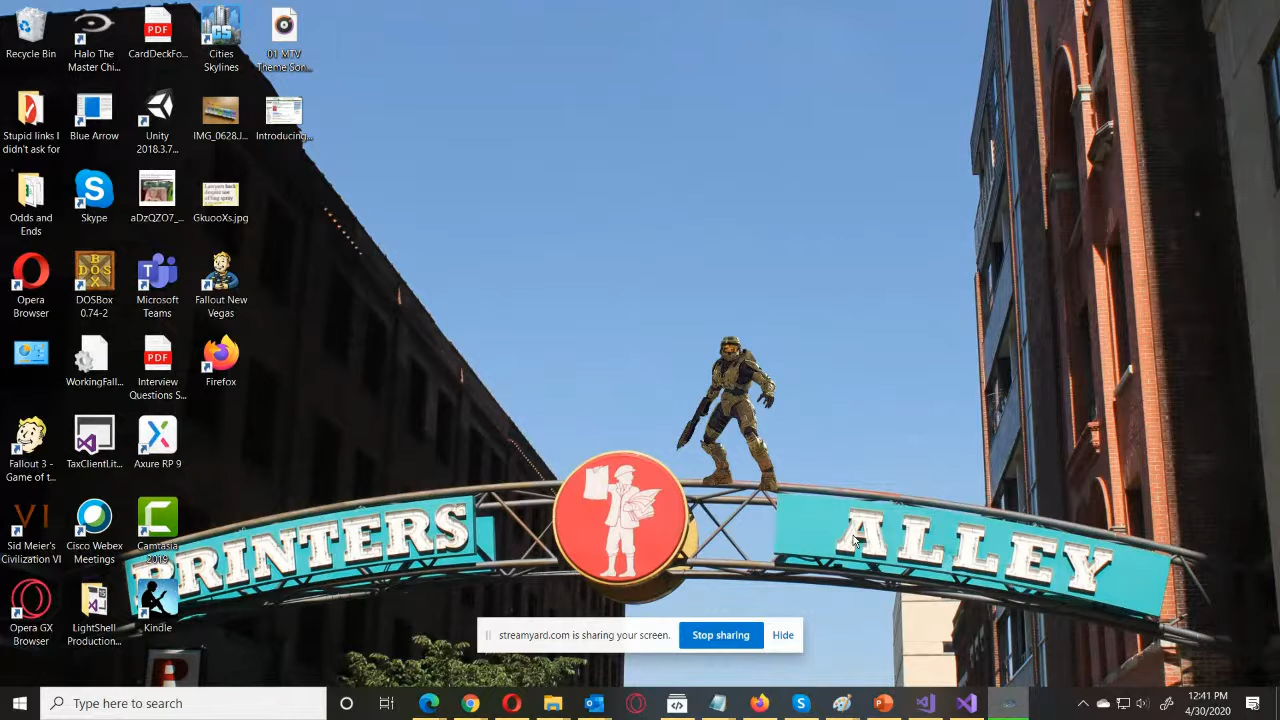 Recycle Bin
Halo The
Master Chi...
CardDeckFo...
Cities
Skylines
01 MTV
Theme Son...
Stupid links I
didn't ask for
Blue Arrow
Unity
2018.3.7...
IMG_0628.J...
Introducing...
Odds and
Ends
Skype
aDzQZO7_...
GkuooXs.jpg
Opera
Browser
DOSBox
0.74-2
Microsoft
Teams
Fallout New
Vegas
WorkingFall...
Interview
Questions S...
Firefox
Fallout 3 -
Game of t...
TaxClientLit...
Axure RP 9
Sid Meier's
Civilization VI
Cisco Webex
Meetings
Camtasia
2019
Opera GX
Browser
LightShell
Production...
Kindle
PRINTERS ALLEY
streamyard.com is sharing your screen.
Stop sharing
Hide
Type here to search
12:41 PM
4/30/2020